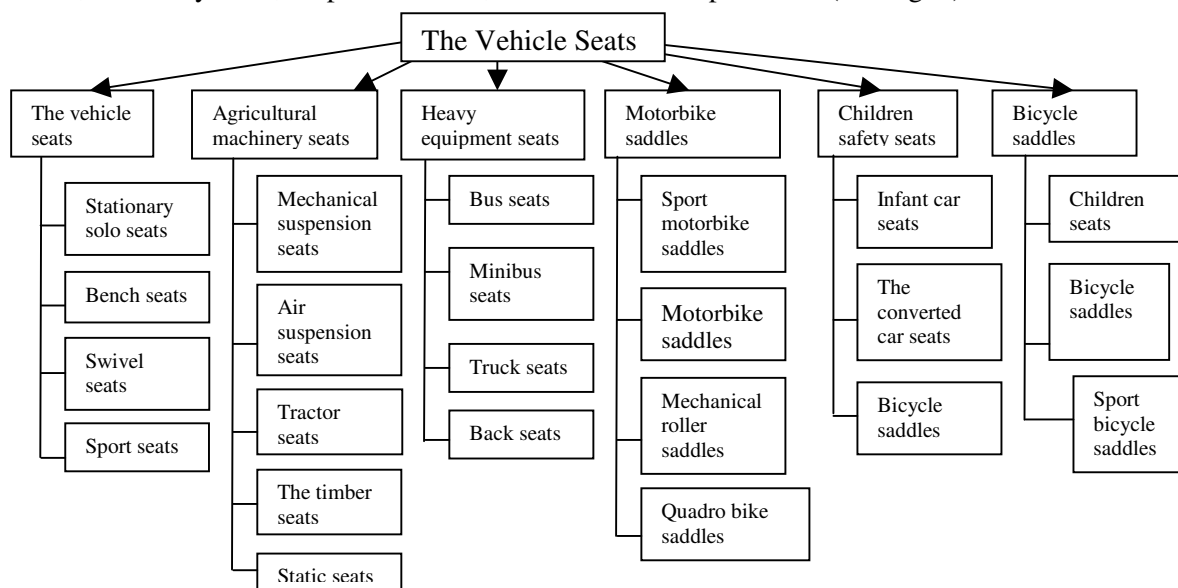 The Vehicle Seats
The vehicle
seats
Stationary
solo seats
Bench seats
Swivel
seats
Sport seats
Agricultural
machinery seats
Mechanical
suspension
seats
Air
suspension
seats
Tractor
seats
The timber
seats
Static seats
Heavy
equipment seats
Bus seats
Minibus
seats
Truck seats
Back seats
Motorbike
saddles
Sport
motorbike
saddles
Motorbike
saddles
Mechanical
roller
saddles
Quadro bike
saddles
Children
safety seats
Infant car
seats
The
converted
car seats
Bicycle
saddles
Bicycle
saddles
Children
seats
Bicycle
saddles
Sport
bicycle
saddles